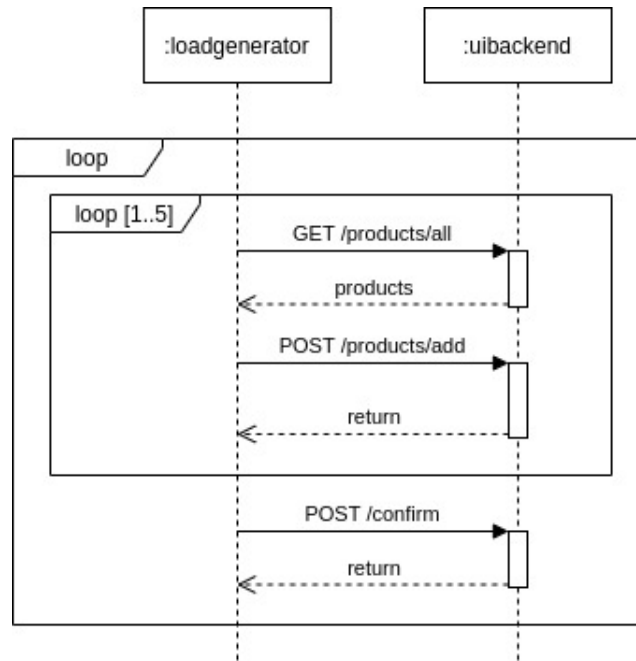 :loadgenerator
:uibackend
loop
loop [1..5]
GET /products/all
products
POST /products/add
return
POST /confirm
return